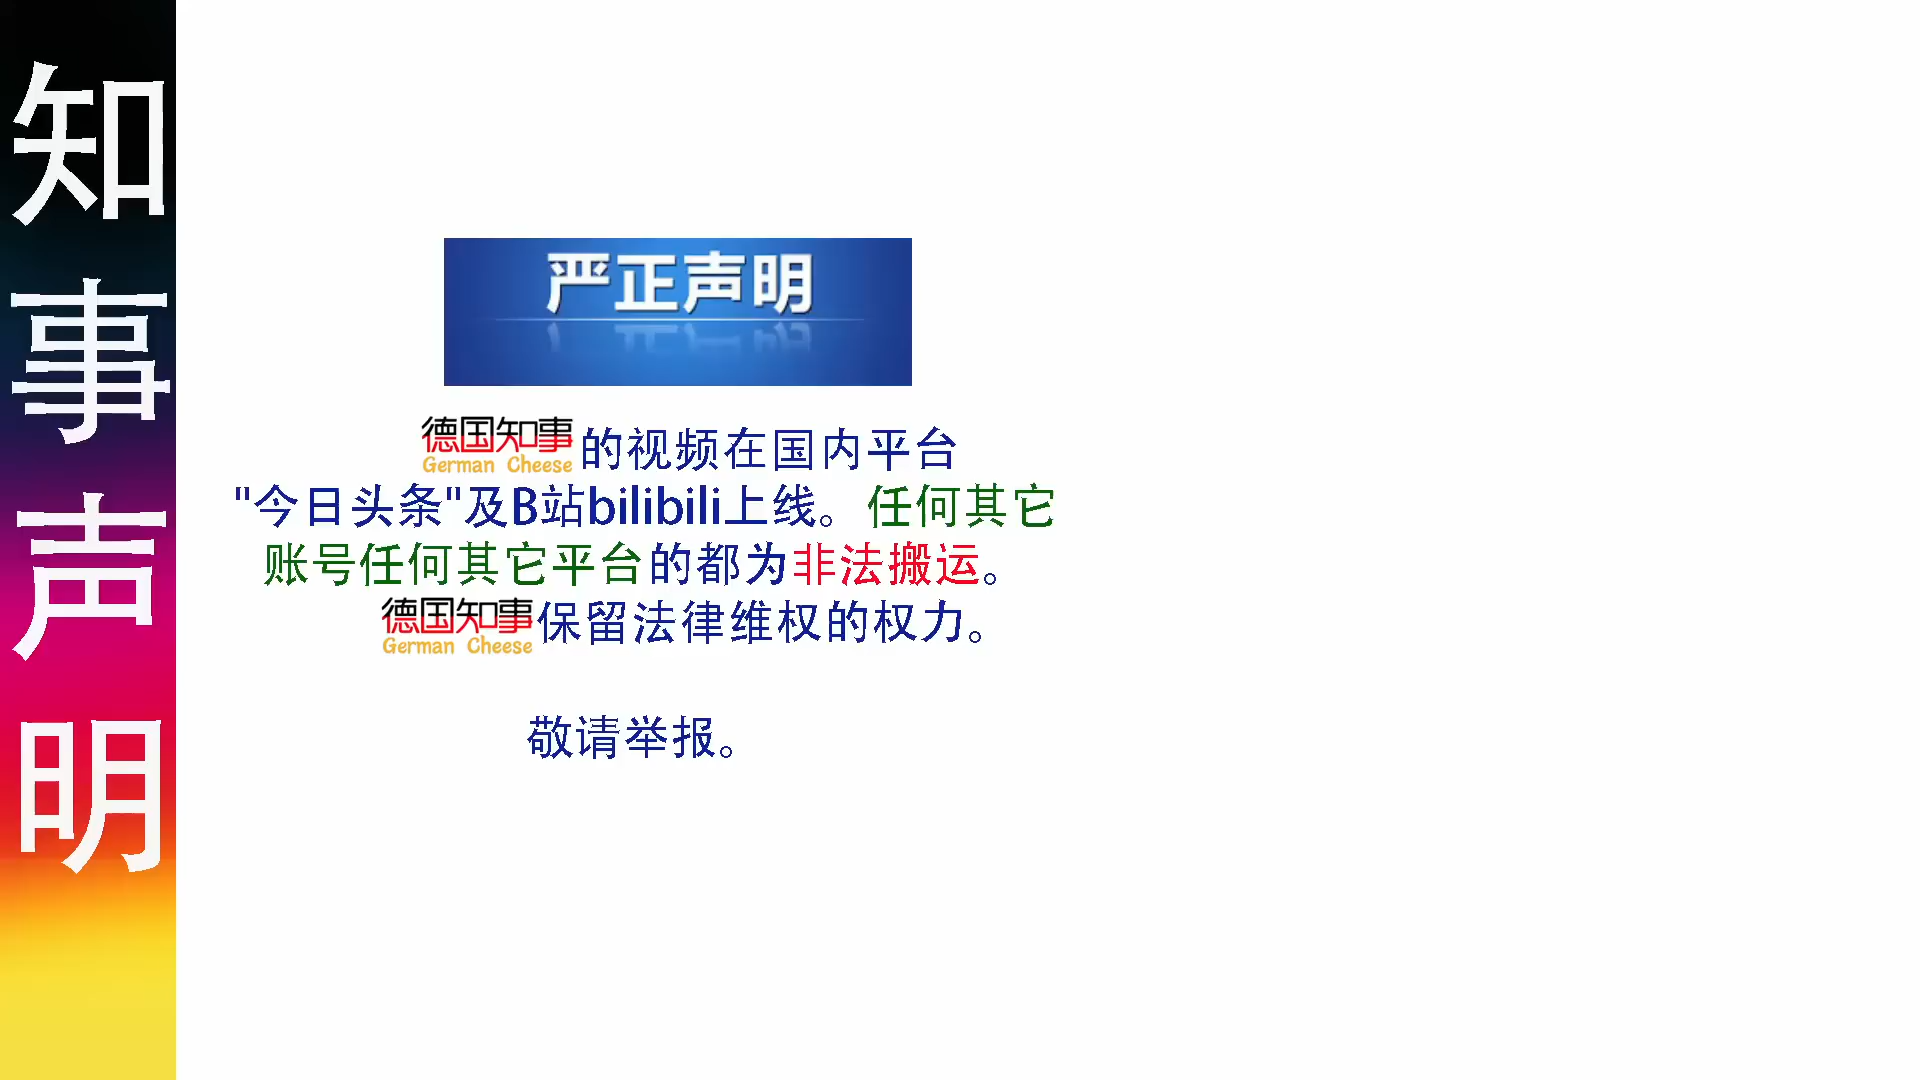 知事声明
严正声明
德国知事的视频在国内平台
German Cheese
"今日头条"及B站bilibili上线。任何其它
账号任何其它平台的都为非法搬运。
德国知事保留法律维权的权力。
German Cheese
敬请举报。